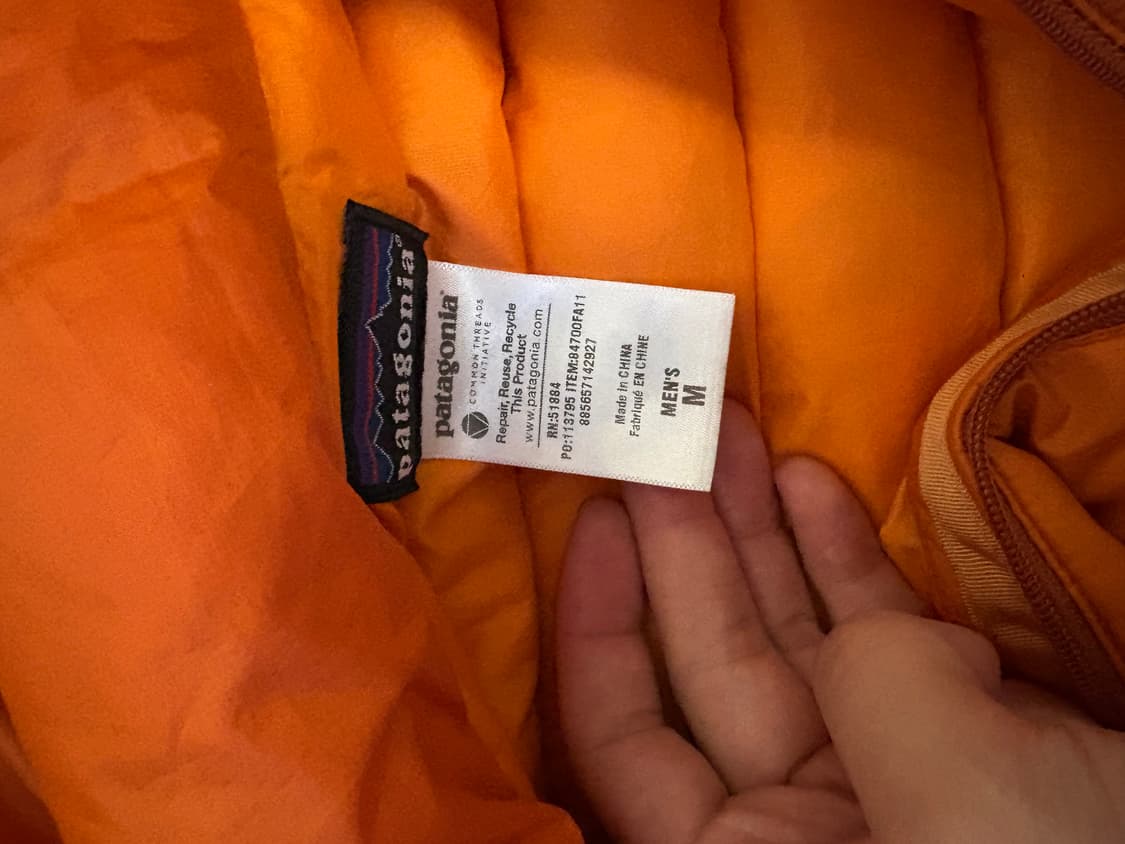 patagonia®
patagonia®
COMMON THREADS
INITIATIVE
Repair, Reuse, Recycle
This Product
www.patagonia.com
RN:51884
PO:113795 ITEM:84700FA11
885657142927
Made in CHINA
Fabriqué EN CHINE
MEN'S
M